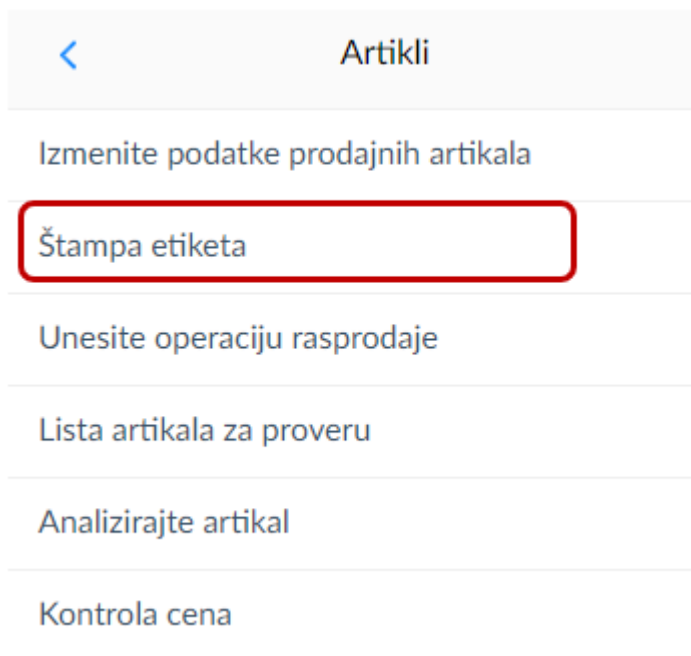 Artikli
Izmenite podatke prodajnih artikala
Štampa etiketa
Unesite operaciju rasprodaje
Lista artikala za proveru
Analizirajte artikal
Kontrola cena